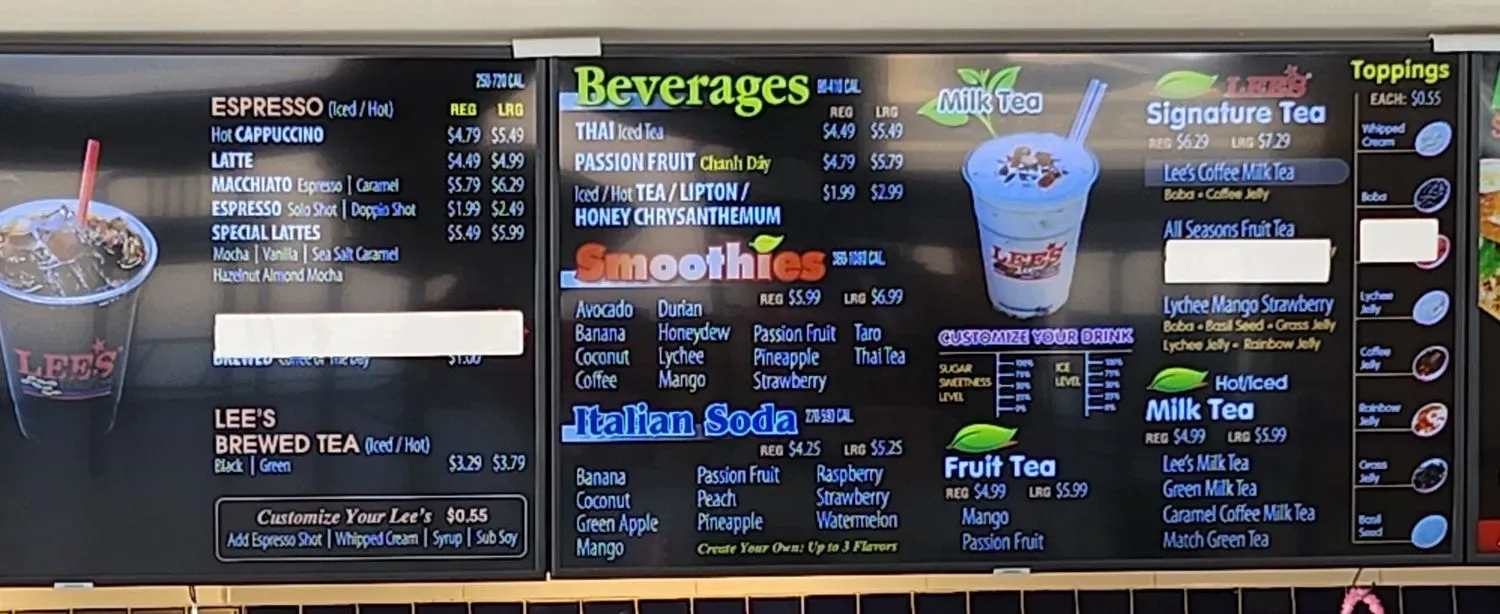 250-720 CAL
ESPRESSO (Iced / Hot) REG LRG
Hot CAPPUCCINO $4.79 $5.49
LATTE $4.49 $4.99
MACCHIATO Espresso | Caramel $5.79 $6.29
ESPRESSO Solo Shot | Doppio Shot $1.99 $2.49
SPECIAL LATTES $5.49 $5.99
Mocha | Vanilla | Sea Salt Caramel
Hazelnut Almond Mocha
BREWED Coffee of The Day
LEE'S
BREWED TEA (Iced / Hot)
Black | Green $3.29 $3.79
Customize Your Lee's $0.55
Add Espresso Shot | Whipped Cream | Syrup | Sub Soy
LEE'S
Beverages
REG LRG
THAI Iced Tea $4.49 $5.49
PASSION FRUIT Chanh Dây $4.79 $5.79
Iced / Hot TEA / LIPTON / $1.99 $2.99
HONEY CHRYSANTHEMUM
Smoothies
REG $5.99 LRG $6.99
Avocado Durian
Banana Honeydew Passion Fruit Taro
Coconut Lychee Pineapple Thai Tea
Coffee Mango Strawberry
Italian Soda
REG $4.25 LRG $5.25
Banana Passion Fruit Raspberry
Coconut Peach Strawberry
Green Apple Pineapple Watermelon
Mango Create Your Own: Up to 3 Flavors
Milk Tea
LEE'S
CUSTOMIZE YOUR DRINK
SUGAR
SWEETNESS
LEVEL
ICE
LEVEL
Fruit Tea
REG $4.99 LRG $5.99
Mango
Passion Fruit
LEE'S
Signature Tea
REG $6.29 LRG $7.29
Lee's Coffee Milk Tea
Boba • Coffee Jelly
All Seasons Fruit Tea
Lychee Mango Strawberry
Boba • Basil Seed • Grass Jelly
Lychee Jelly • Rainbow Jelly
Hot/Iced
Milk Tea
REG $4.99 LRG $5.99
Lee's Milk Tea
Green Milk Tea
Caramel Coffee Milk Tea
Match Green Tea
Toppings
EACH: $0.55
Whipped
Cream
Boba
Lychee
Jelly
Coffee
Jelly
Rainbow
Jelly
Grass
Jelly
Basil
Seed